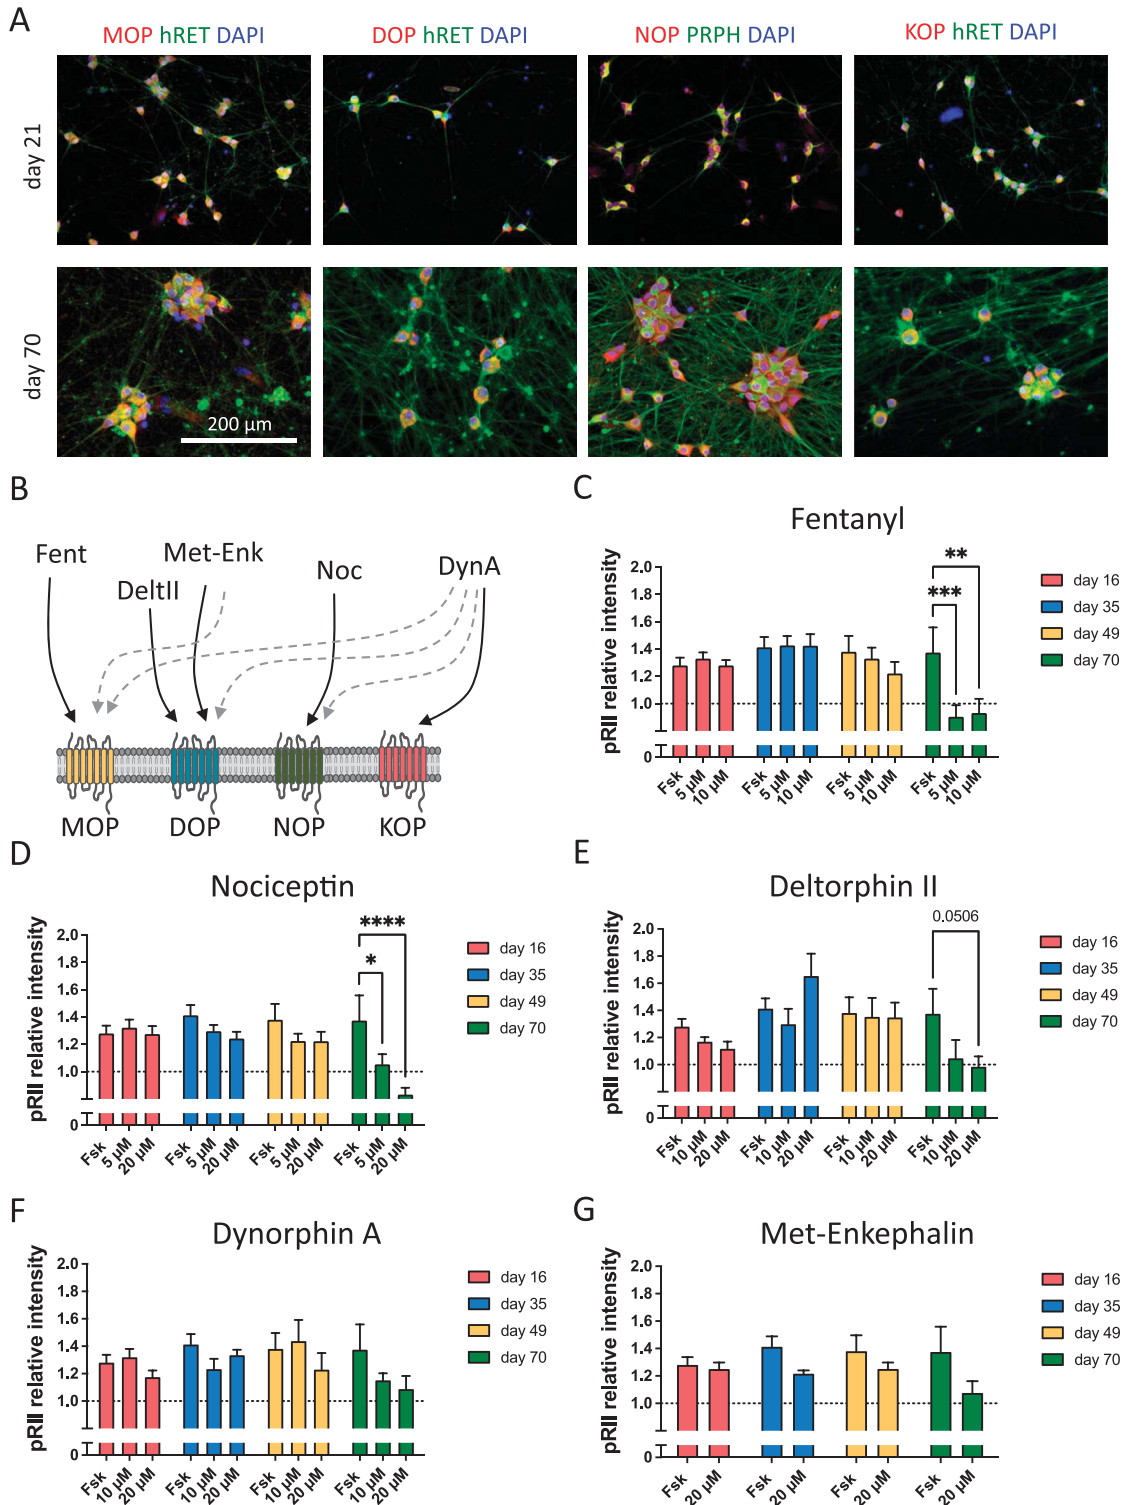 A
MOP hRET DAPI
DOP hRET DAPI
NOP PRPH DAPI
KOP hRET DAPI
day 21
day 70
200 µm
B
Fent
DeltII
Met-Enk
Noc
DynA
MOP
DOP
NOP
KOP
C
Fentanyl
pRII relative intensity
2.0
1.8
1.6
1.4
1.2
1.0
0
**
***
Fsk
5 µM
10 µM
Fsk
5 µM
10 µM
Fsk
5 µM
10 µM
Fsk
5 µM
10 µM
day 16
day 35
day 49
day 70
D
Nociceptin
pRII relative intensity
2.0
1.8
1.6
1.4
1.2
1.0
0
****
*
Fsk
5 µM
20 µM
Fsk
5 µM
20 µM
Fsk
5 µM
20 µM
Fsk
5 µM
20 µM
day 16
day 35
day 49
day 70
E
Deltorphin II
pRII relative intensity
2.0
1.8
1.6
1.4
1.2
1.0
0
0.0506
Fsk
10 µM
20 µM
Fsk
10 µM
20 µM
Fsk
10 µM
20 µM
Fsk
10 µM
20 µM
day 16
day 35
day 49
day 70
F
Dynorphin A
pRII relative intensity
2.0
1.8
1.6
1.4
1.2
1.0
0
Fsk
10 µM
20 µM
Fsk
10 µM
20 µM
Fsk
10 µM
20 µM
Fsk
10 µM
20 µM
day 16
day 35
day 49
day 70
G
Met-Enkephalin
pRII relative intensity
2.0
1.8
1.6
1.4
1.2
1.0
0
Fsk
20 µM
Fsk
20 µM
Fsk
20 µM
Fsk
20 µM
day 16
day 35
day 49
day 70